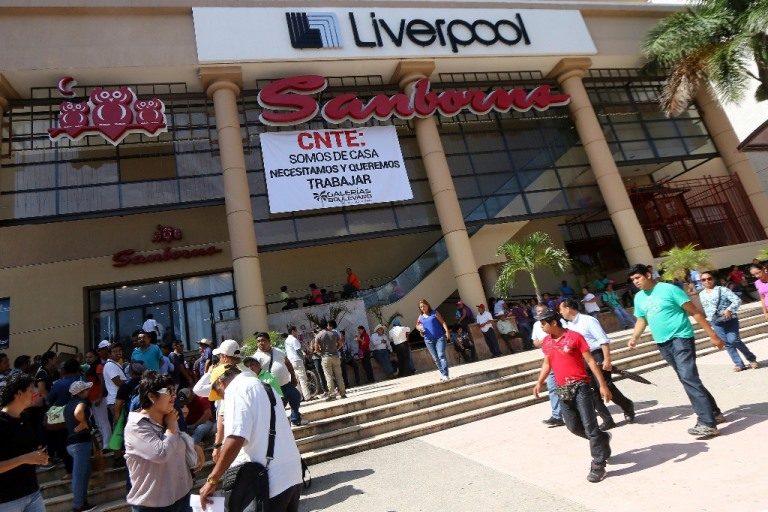 Liverpool
Sanborns
CNTE:
SOMOS DE CASA
NECESITAMOS Y QUEREMOS
TRABAJAR
GALERÍAS
BOULEVARD
Sanborns